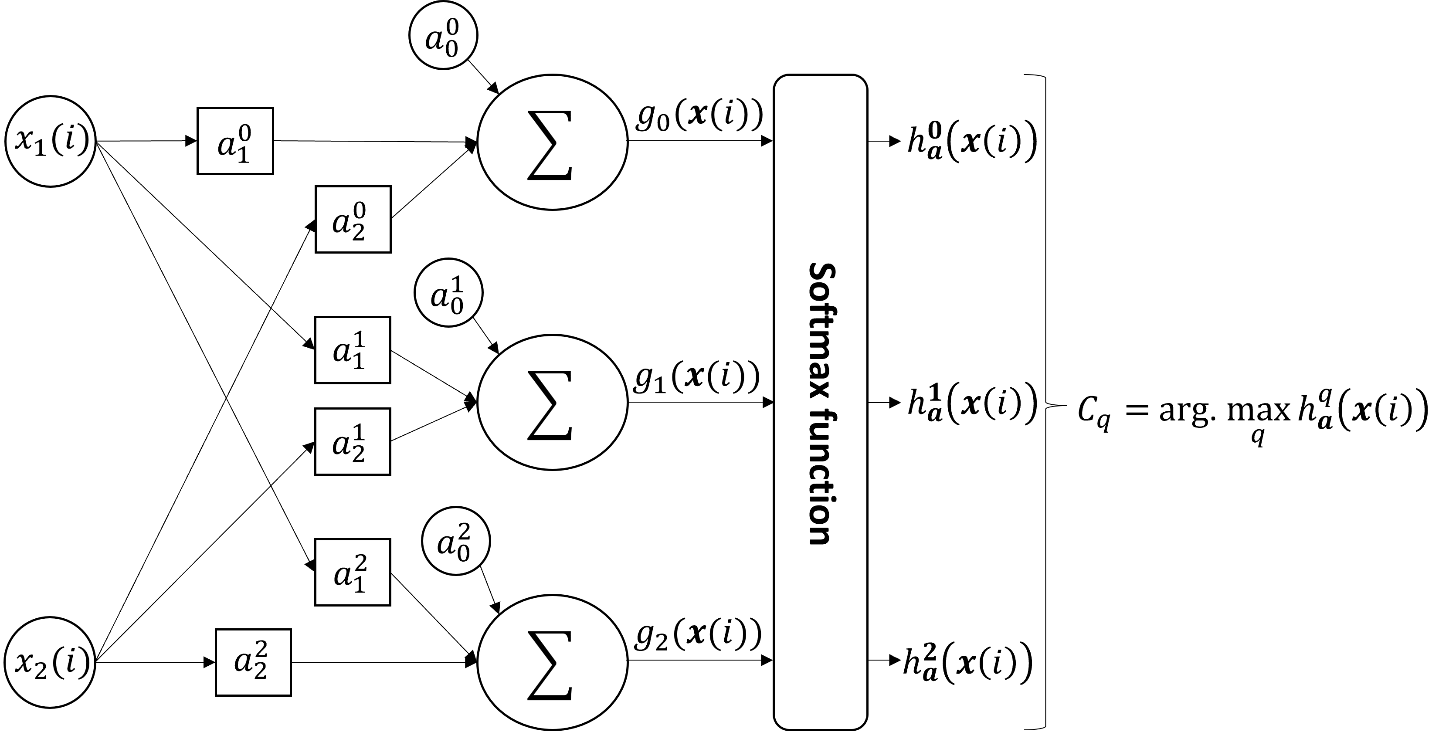 a_0^0
x_1(i)
a_1^0
∑
g_0(x(i))
h_a^0(x(i))
a_2^0
a_0^1
a_1^1
∑
g_1(x(i))
Softmax function
h_a^1(x(i))
C_q = arg. max_q h_a^q(x(i))
a_2^1
a_0^2
a_1^2
x_2(i)
a_2^2
∑
g_2(x(i))
h_a^2(x(i))